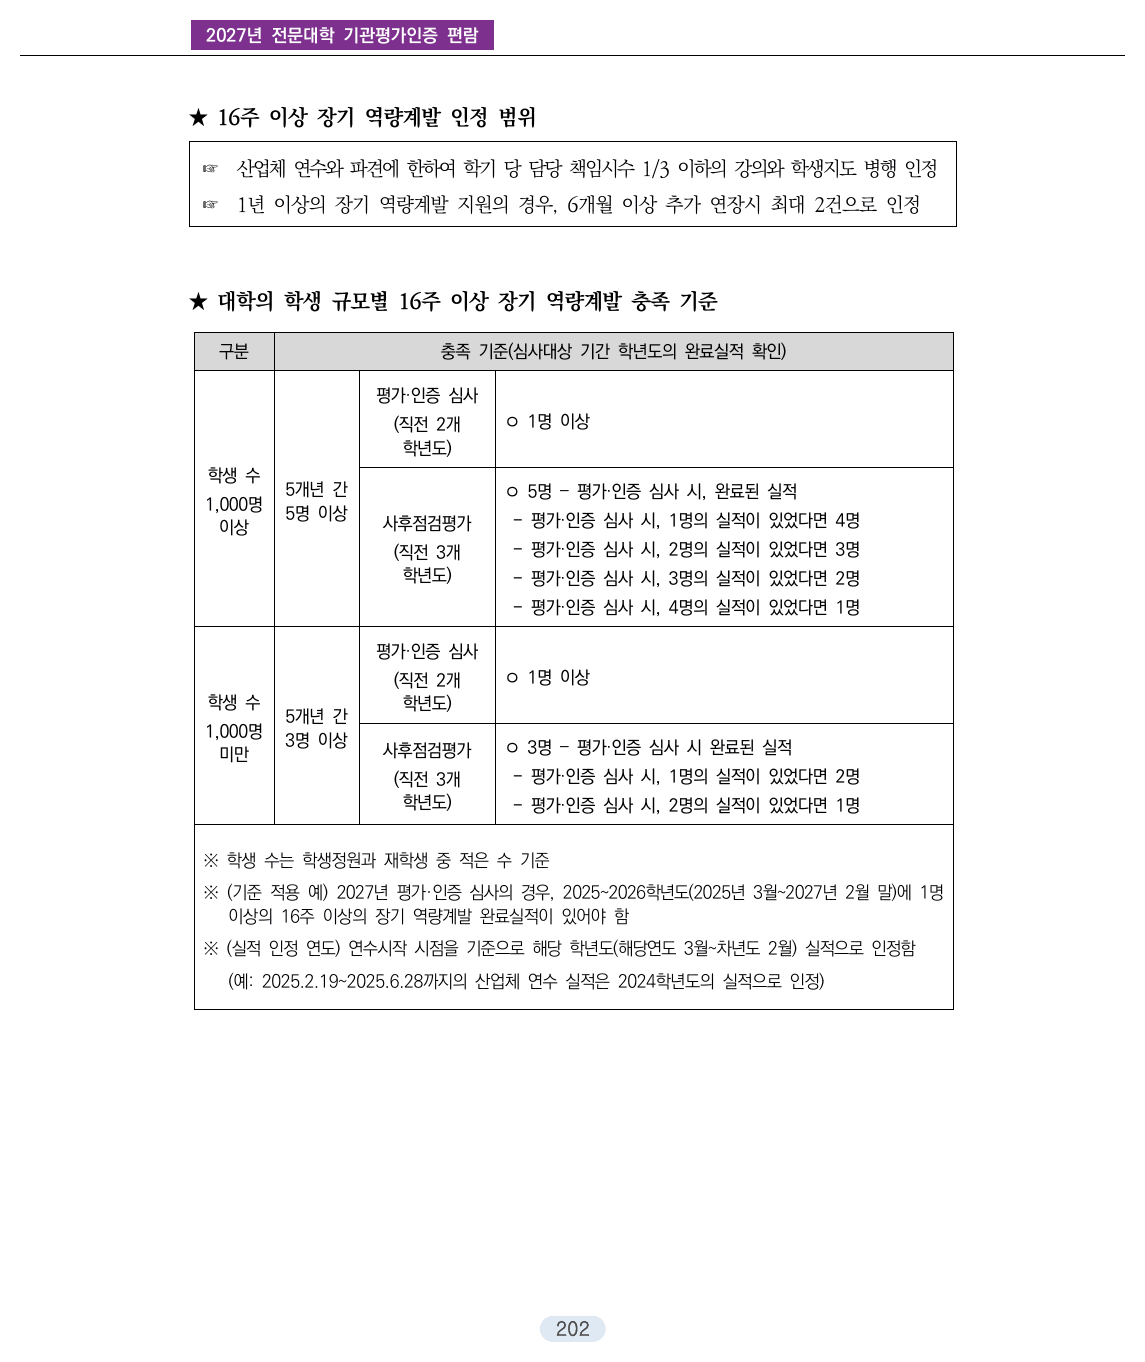 2027년 전문대학 기관평가인증 편람
★ 16주 이상 장기 역량계발 인정 범위
☞ 산업체 연수와 파견에 한하여 학기 당 담당 책임시수 1/3 이하의 강의와 학생지도 병행 인정
☞ 1년 이상의 장기 역량계발 지원의 경우, 6개월 이상 추가 연장시 최대 2건으로 인정
★ 대학의 학생 규모별 16주 이상 장기 역량계발 충족 기준
구분
충족 기준(심사대상 기간 학년도의 완료실적 확인)
학생 수
1,000명
이상
5개년 간
5명 이상
평가·인증 심사
(직전 2개
학년도)
ㅇ 1명 이상
사후점검평가
(직전 3개
학년도)
ㅇ 5명 - 평가·인증 심사 시, 완료된 실적
- 평가·인증 심사 시, 1명의 실적이 있었다면 4명
- 평가·인증 심사 시, 2명의 실적이 있었다면 3명
- 평가·인증 심사 시, 3명의 실적이 있었다면 2명
- 평가·인증 심사 시, 4명의 실적이 있었다면 1명
학생 수
1,000명
미만
5개년 간
3명 이상
평가·인증 심사
(직전 2개
학년도)
ㅇ 1명 이상
사후점검평가
(직전 3개
학년도)
ㅇ 3명 - 평가·인증 심사 시 완료된 실적
- 평가·인증 심사 시, 1명의 실적이 있었다면 2명
- 평가·인증 심사 시, 2명의 실적이 있었다면 1명
※ 학생 수는 학생정원과 재학생 중 적은 수 기준
※ (기준 적용 예) 2027년 평가·인증 심사의 경우, 2025~2026학년도(2025년 3월~2027년 2월 말)에 1명
이상의 16주 이상의 장기 역량계발 완료실적이 있어야 함
※ (실적 인정 연도) 연수시작 시점을 기준으로 해당 학년도(해당연도 3월~차년도 2월) 실적으로 인정함
(예: 2025.2.19~2025.6.28까지의 산업체 연수 실적은 2024학년도의 실적으로 인정)
202